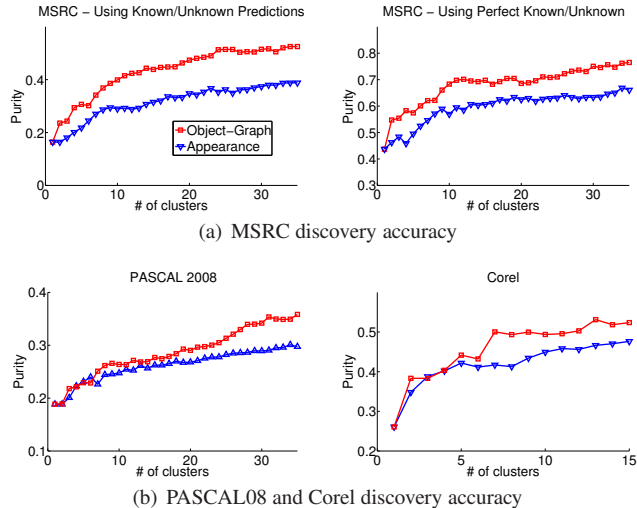 MSRC – Using Known/Unknown Predictions
Purity
0.4
0.2
0
0 10 20 30
# of clusters
Object−Graph
Appearance
MSRC – Using Perfect Known/Unknown
Purity
0.8
0.7
0.6
0.5
0.4
0.3
0 10 20 30
# of clusters
(a) MSRC discovery accuracy
PASCAL 2008
Purity
0.4
0.3
0.2
0.1
0 10 20 30
# of clusters
Corel
Purity
0.5
0.4
0.3
0.2
0 5 10 15
# of clusters
(b) PASCAL08 and Corel discovery accuracy